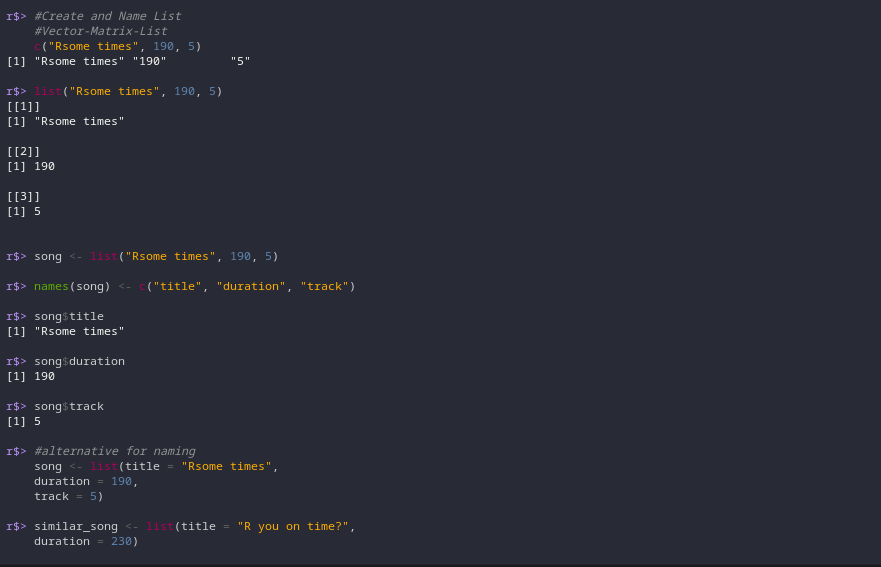 r$> #Create and Name List
    #Vector-Matrix-List
    c("Rsome times", 190, 5)
[1] "Rsome times" "190"         "5"
r$> list("Rsome times", 190, 5)
[[1]]
[1] "Rsome times"
[[2]]
[1] 190
[[3]]
[1] 5
r$> song <- list("Rsome times", 190, 5)
r$> names(song) <- c("title", "duration", "track")
r$> song$title
[1] "Rsome times"
r$> song$duration
[1] 190
r$> song$track
[1] 5
r$> #alternative for naming
    song <- list(title = "Rsome times",
    duration = 190,
    track = 5)
r$> similar_song <- list(title = "R you on time?",
    duration = 230)